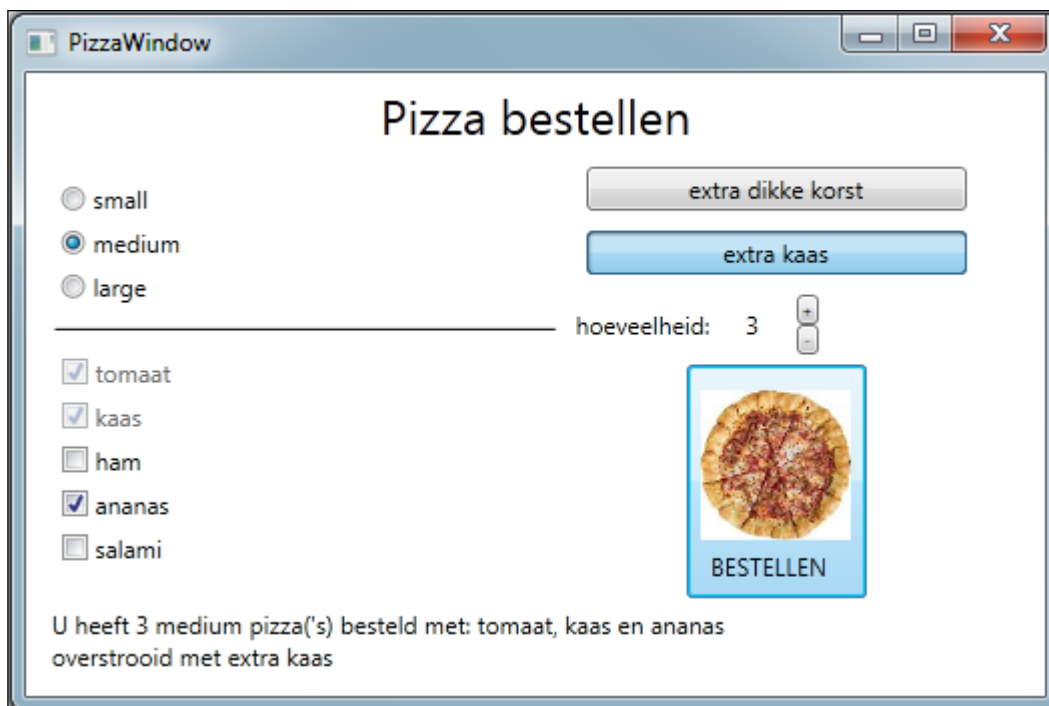 PizzaWindow
Pizza bestellen
small
medium
large
extra dikke korst
extra kaas
hoeveelheid: 3
+
-
tomaat
kaas
ham
ananas
salami
BESTELLEN
U heeft 3 medium pizza('s) besteld met: tomaat, kaas en ananas
overstrooid met extra kaas